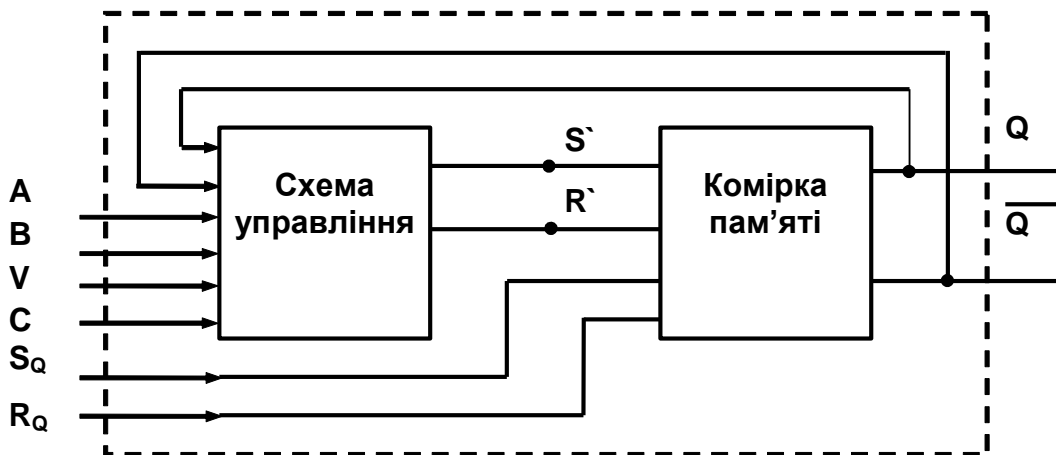 A
B
V
C
S_Q
R_Q
Схема
управління
S`
R`
Комірка
пам’яті
Q
Q̅